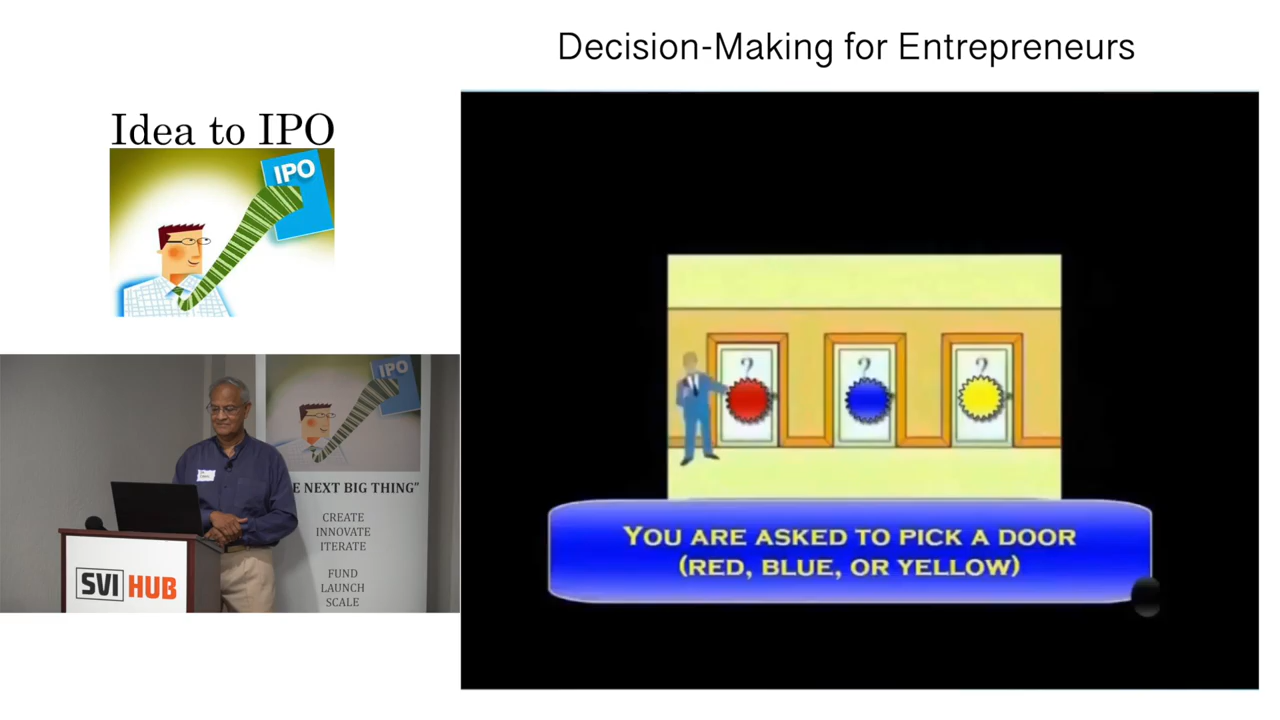 Decision-Making for Entrepreneurs
Idea to IPO
IPO
?
?
?
YOU ARE ASKED TO PICK A DOOR
(RED, BLUE, OR YELLOW)
IPO
E NEXT BIG THING”
CREATE
INNOVATE
ITERATE
FUND
LAUNCH
SCALE
SVI HUB